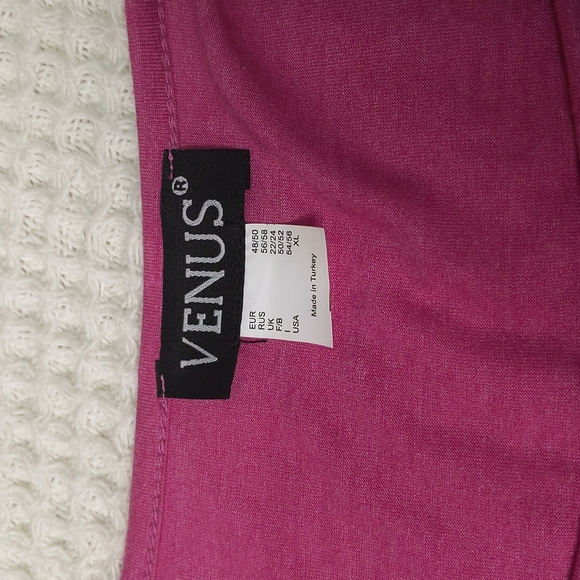 VENUS®
EUR 48/50
RUS 56/58
UK 22/24
F/B 50/52
I 54/56
USA XL
Made in Turkey